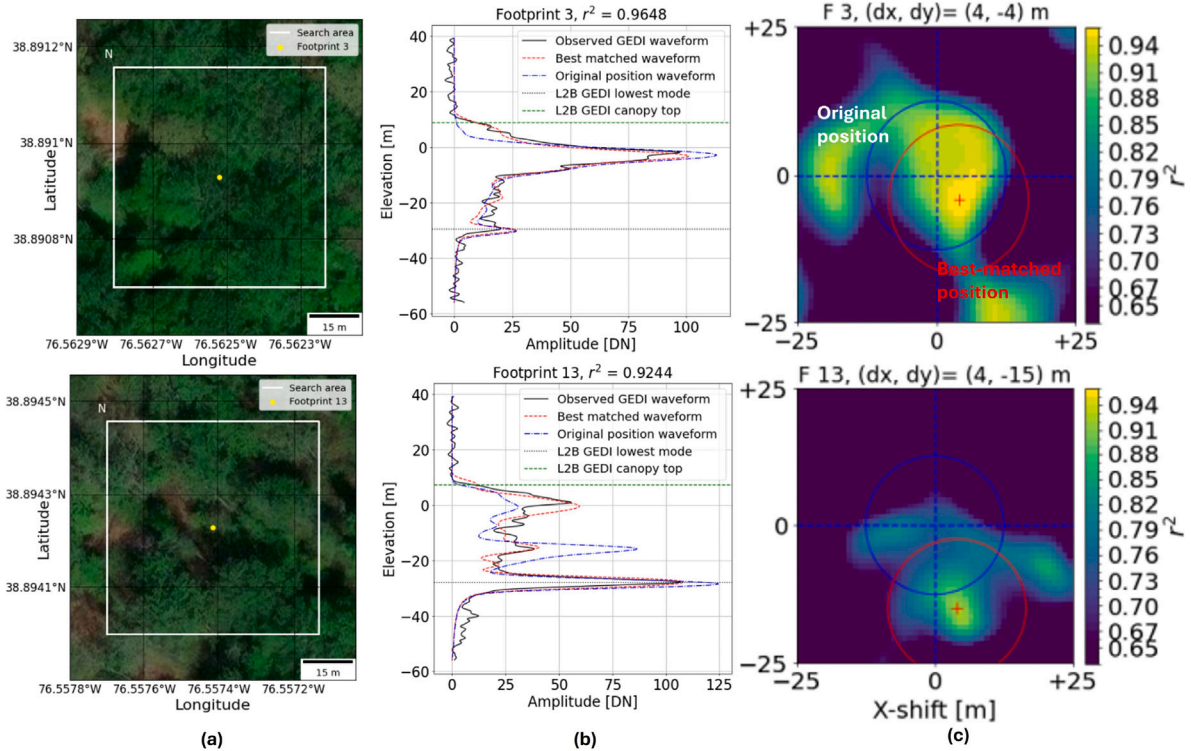 Search area
Footprint 3
N
38.8912°N
38.891°N
38.8908°N
Latitude
15 m
76.5629°W
76.5627°W
76.5625°W
76.5623°W
Longitude
Footprint 3, r² = 0.9648
Observed GEDI waveform
Best matched waveform
Original position waveform
L2B GEDI lowest mode
L2B GEDI canopy top
40
20
0
−20
−40
−60
Elevation [m]
0
25
50
75
100
Amplitude [DN]
F 3, (dx, dy)= (4, -4) m
+25
0
-25
Original
position
Best-matched
position
-25
0
+25
0.94
0.91
0.88
0.85
0.82
0.79
0.76
0.73
0.70
0.67
0.65
r²
Search area
Footprint 13
N
38.8945°N
38.8943°N
38.8941°N
Latitude
15 m
76.5578°W
76.5576°W
76.5574°W
76.5572°W
Longitude
Footprint 13, r² = 0.9244
Observed GEDI waveform
Best matched waveform
Original position waveform
L2B GEDI lowest mode
L2B GEDI canopy top
40
20
0
−20
−40
−60
Elevation [m]
0
25
50
75
100
125
Amplitude [DN]
F 13, (dx, dy)= (4, -15) m
+25
0
-25
-25
0
+25
X-shift [m]
0.94
0.91
0.88
0.85
0.82
0.79
0.76
0.73
0.70
0.67
0.65
r²
(a)
(b)
(c)